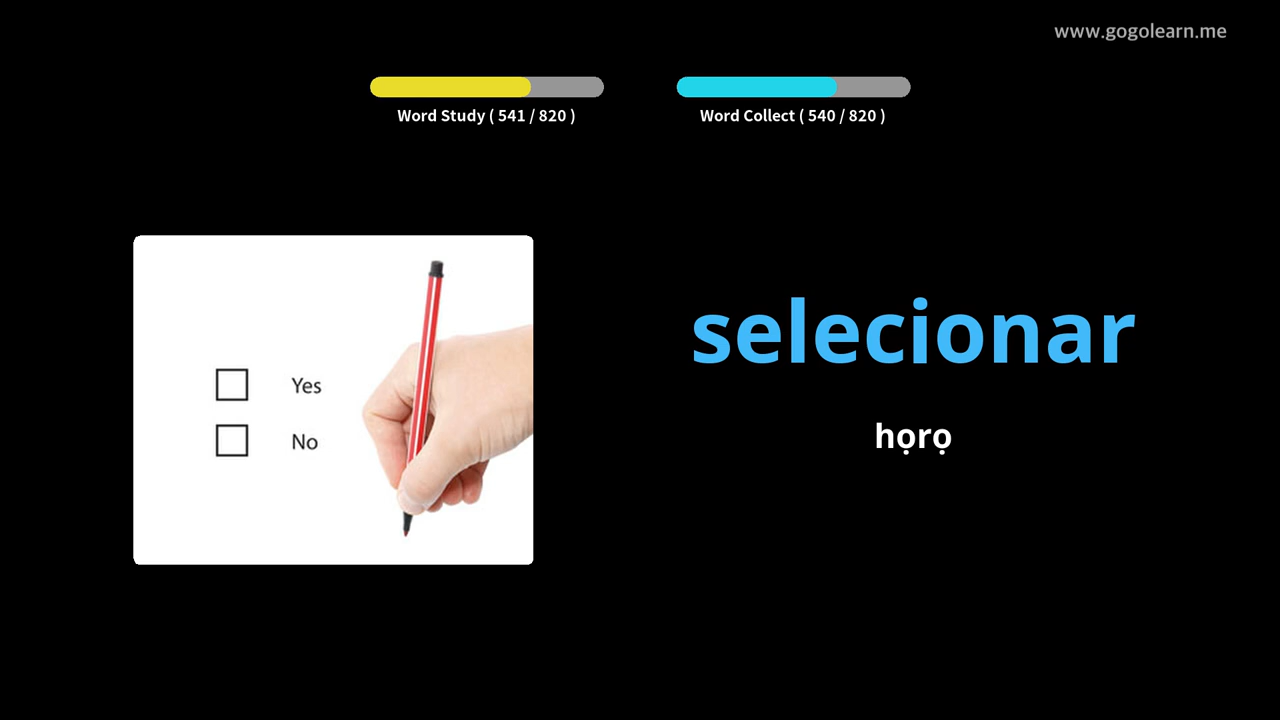 www.gogolearn.me
Word Study ( 541 / 820 )
Word Collect ( 540 / 820 )
Yes
No
selecionar
họrọ